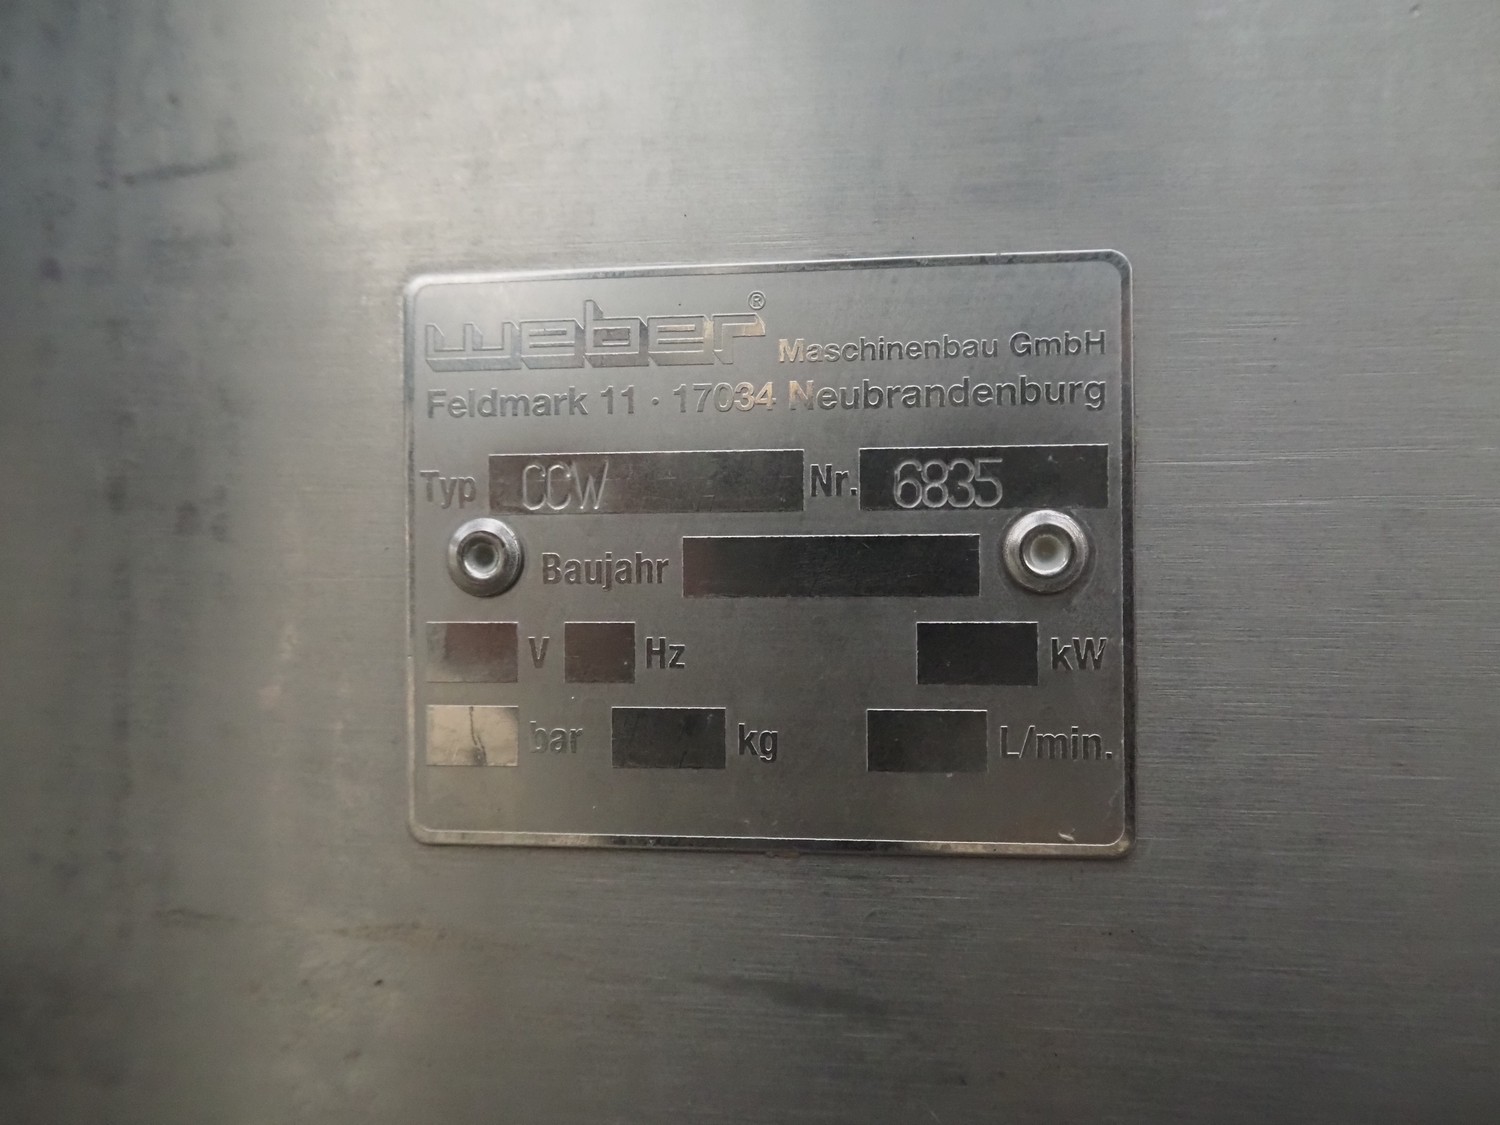 weber® Maschinenbau GmbH
Feldmark 11 · 17034 Neubrandenburg
Typ CCW Nr. 6835
Baujahr
V Hz kW
bar kg L/min.